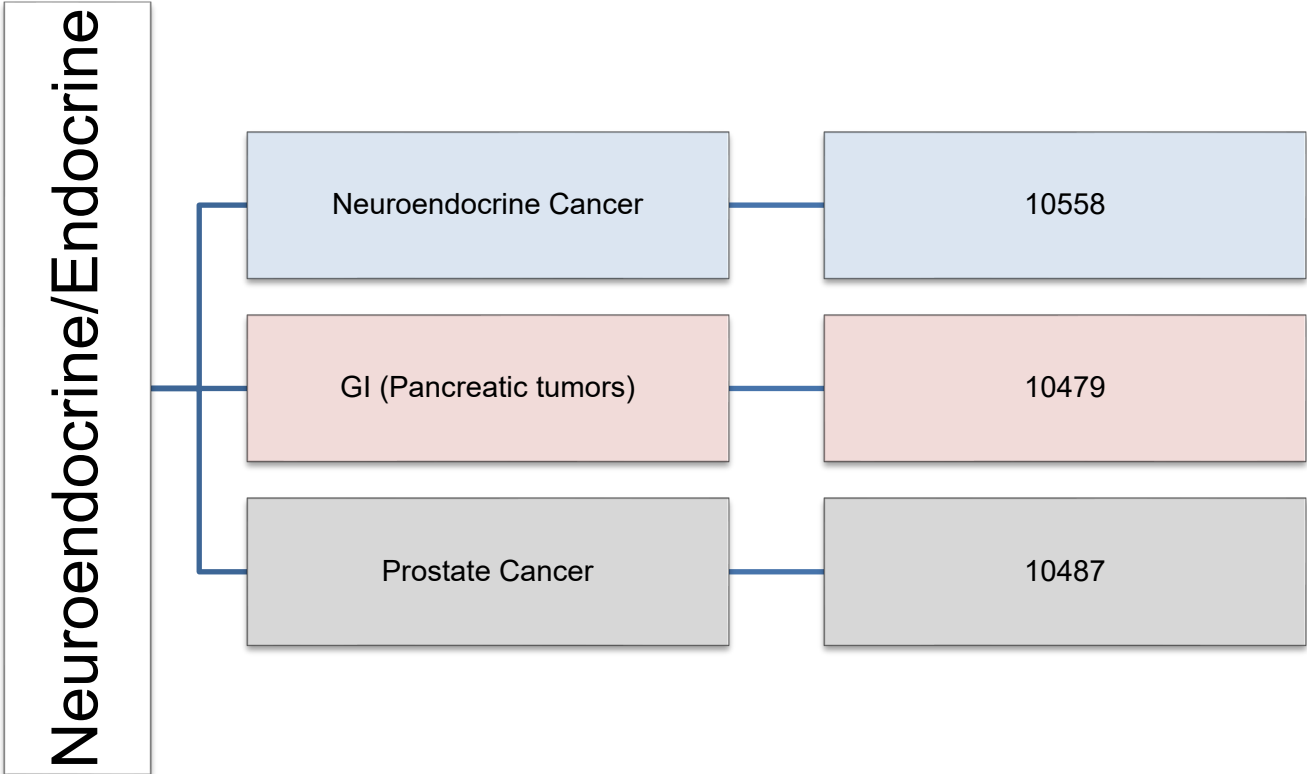 Neuroendocrine/Endocrine
Neuroendocrine Cancer
10558
GI (Pancreatic tumors)
10479
Prostate Cancer
10487